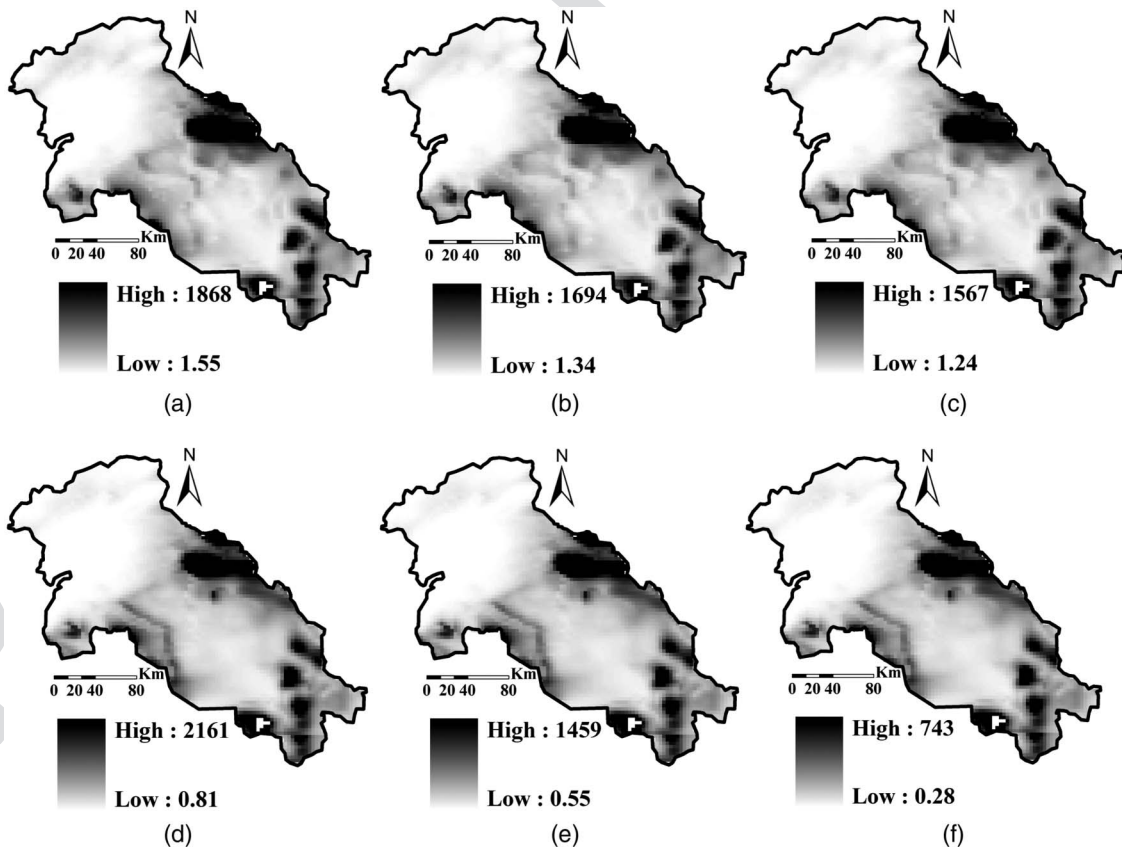 N N N
Km Km Km
0 20 40 80 0 20 40 80 0 20 40 80
High : 1868 High : 1694 High : 1567
Low : 1.55 Low : 1.34 Low : 1.24
(a) (b) (c)
N N N
Km Km Km
0 20 40 80 0 20 40 80 0 20 40 80
High : 2161 High : 1459 High : 743
Low : 0.81 Low : 0.55 Low : 0.28
(d) (e) (f)